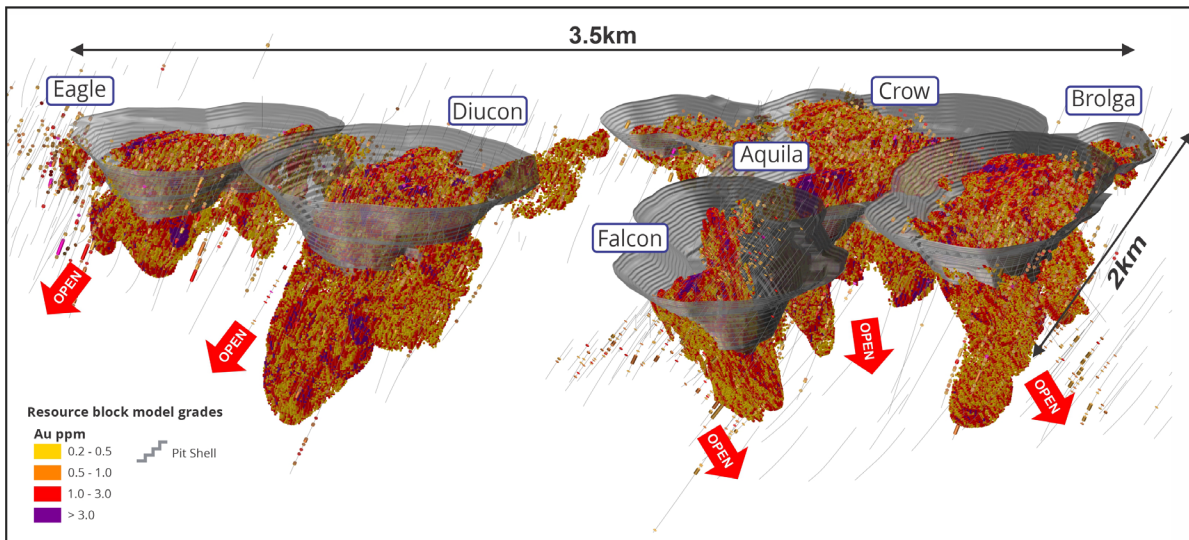 3.5km
Eagle
Diucon
Crow
Brolga
Aquila
Falcon
2km
OPEN
OPEN
OPEN
OPEN
OPEN
Resource block model grades
Au ppm
0.2 - 0.5
0.5 - 1.0
1.0 - 3.0
> 3.0
Pit Shell